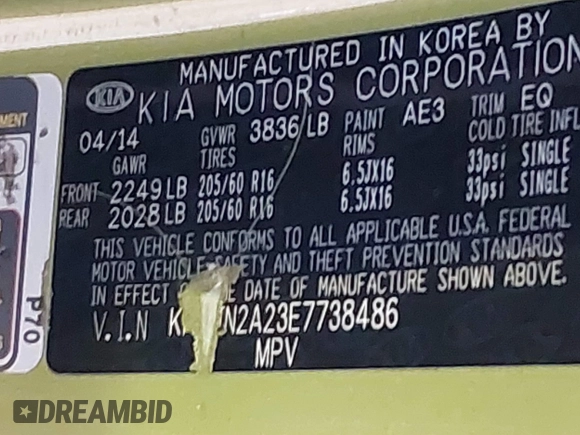 MANUFACTURED IN KOREA BY
KIA KIA MOTORS CORPORATION
04/14 GVWR 3836 LB PAINT AE3 TRIM EQ
GAWR TIRES RIMS COLD TIRE INFL
FRONT 2249 LB 205/60 R16 6.5JX16 33psi SINGLE
REAR 2028 LB 205/60 R16 6.5JX16 33psi SINGLE
THIS VEHICLE CONFORMS TO ALL APPLICABLE U.S.A. FEDERAL
MOTOR VEHICLE SAFETY AND THEFT PREVENTION STANDARDS
IN EFFECT DATE OF MANUFACTURE SHOWN ABOVE.
V.I.N N2A23E7738486
MPV
P70
DREAMBID